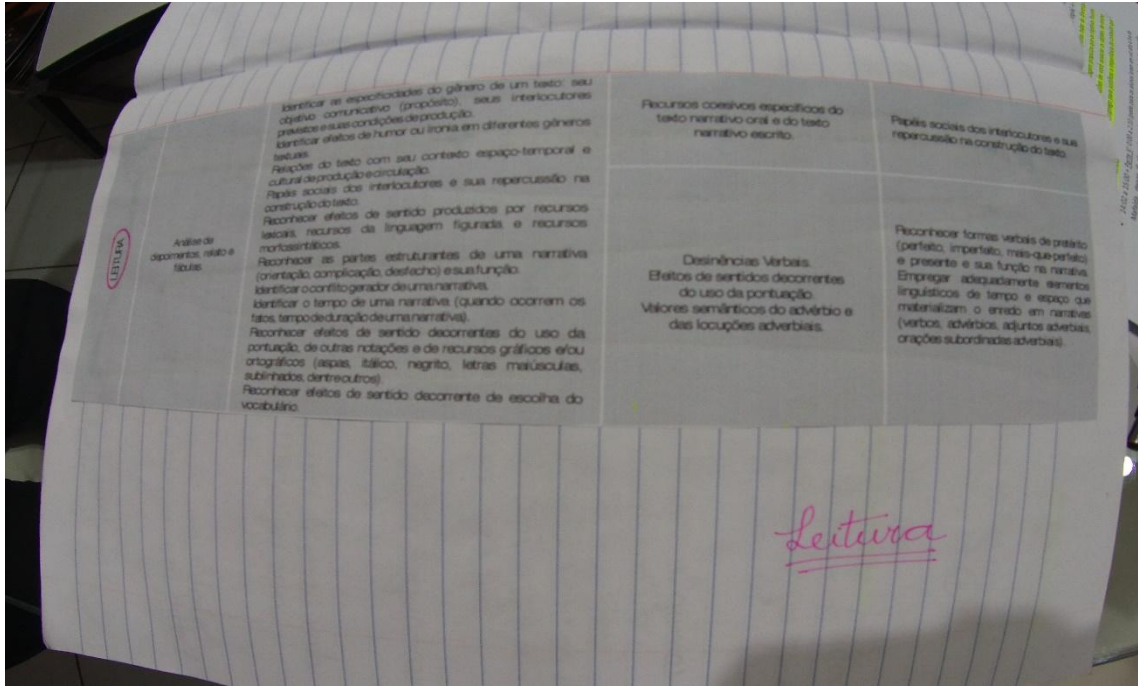 LEITURA
Análise de
depoimentos, relato e
fábulas.
Identificar as especificidades do gênero de um texto: seu
objetivo comunicativo (propósito), seus interlocutores
previstos e suas condições de produção.
Identificar efeitos de humor ou ironia em diferentes gêneros
textuais.
Relações do texto com seu contexto espaço-temporal e
cultural de produção e circulação.
Papéis sociais dos interlocutores e sua repercussão na
construção do texto.
Reconhecer efeitos de sentido produzidos por recursos
lexicais, recursos da linguagem figurada e recursos
morfossintáticos.
Reconhecer as partes estruturantes de uma narrativa
(orientação, complicação, desfecho) e sua função.
Identificar o conflito gerador de uma narrativa.
Identificar o tempo de uma narrativa (quando ocorrem os
fatos, tempo de duração de uma narrativa).
Reconhecer efeitos de sentido decorrentes do uso da
pontuação, de outras notações e de recursos gráficos e/ou
ortográficos (aspas, itálico, negrito, letras maiúsculas,
sublinhados, dentre outros).
Reconhecer efeitos de sentido decorrente de escolha do
vocabulário.
Recursos coesivos específicos do
texto narrativo oral e do texto
narrativo escrito.
Papéis sociais dos interlocutores e sua
repercussão na construção do texto.
Desinências Verbais.
Efeitos de sentidos decorrentes
do uso da pontuação.
Valores semânticos do advérbio e
das locuções adverbiais.
Reconhecer formas verbais de pretérito
(perfeito, imperfeito, mais-que-perfeito)
e presente e sua função na narrativa.
Empregar adequadamente elementos
linguísticos de tempo e espaço que
materializam o enredo em narrativas
(verbos, advérbios, adjuntos adverbiais,
orações subordinadas adverbiais).
Leitura